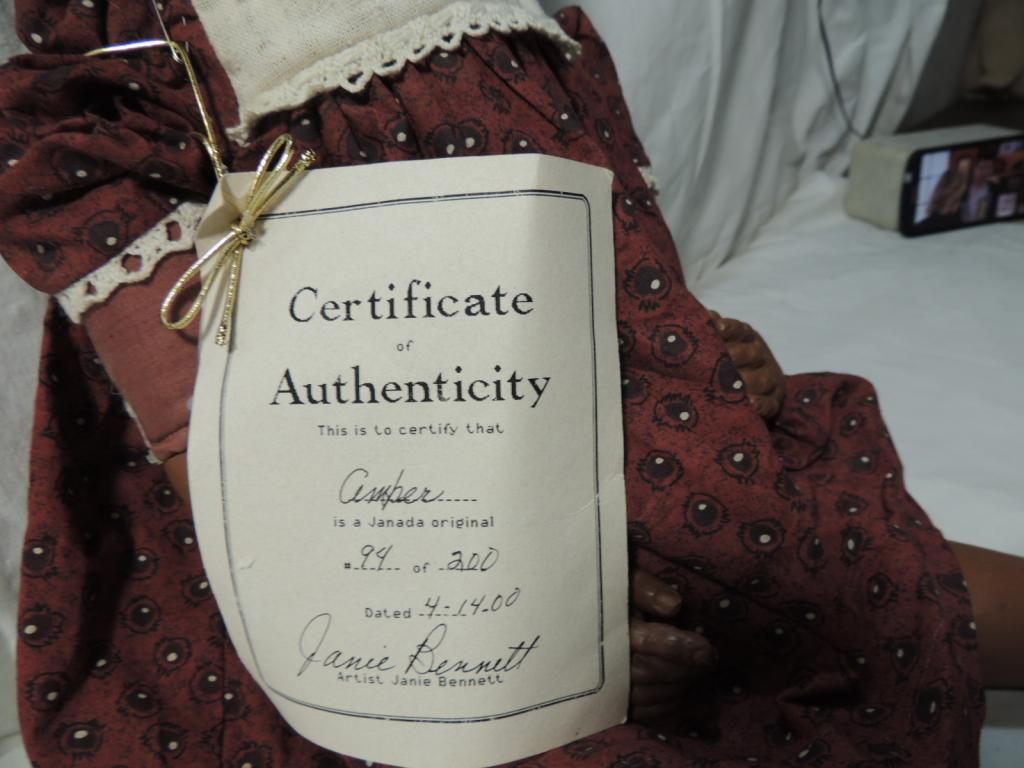 Certificate
of
Authenticity
This is to certify that
Amber
is a Janada original
#94 of 200
Dated 4-14-00
Janie Bennett
Artist Janie Bennett